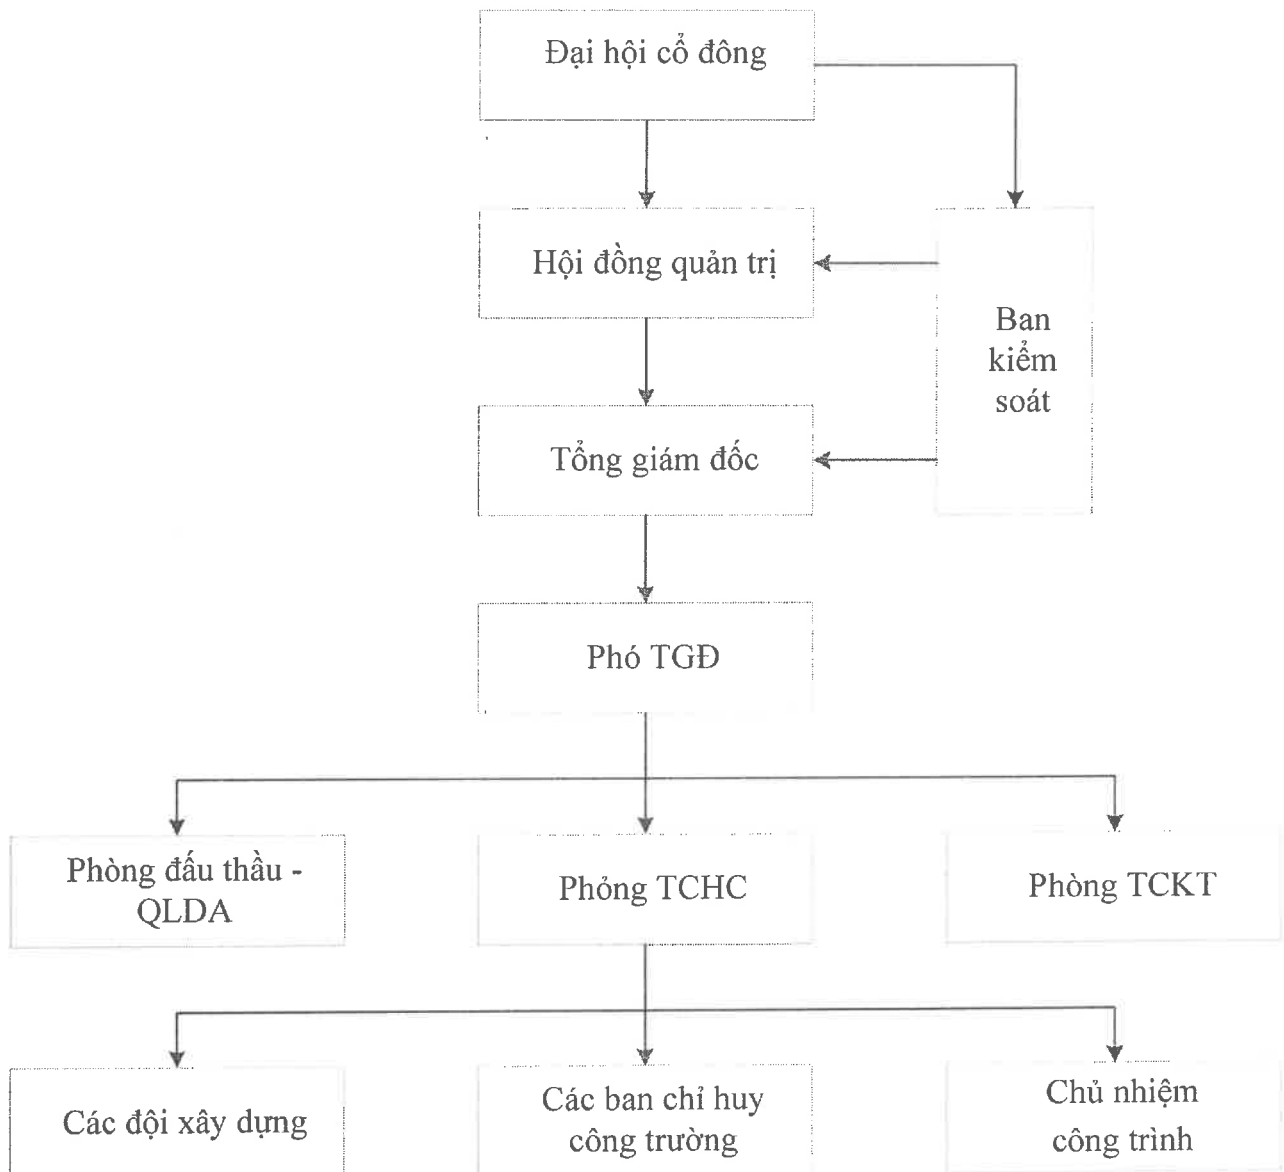 Đại hội cổ đông
Hội đồng quản trị
Ban
kiểm
soát
Tổng giám đốc
Phó TGĐ
Phòng đấu thầu -
QLDA
Phỏng TCHC
Phòng TCKT
Các đội xây dựng
Các ban chỉ huy
công trường
Chủ nhiệm
công trình